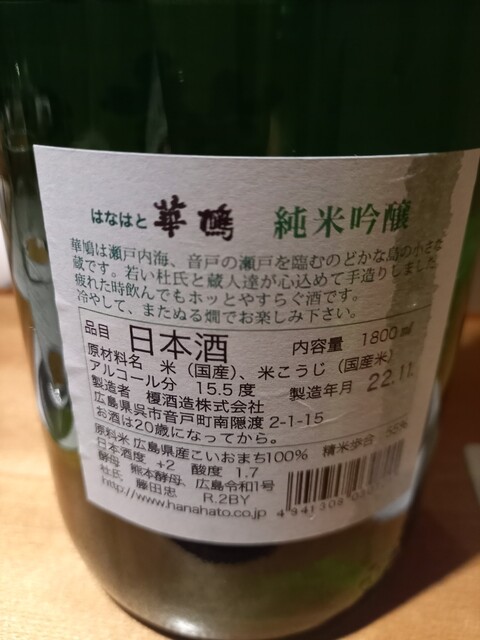 はなはと 華鳩 純米吟醸
華鳩は瀬戸内海、音戸の瀬戸を臨むのどかな島の小さな
蔵です。若い杜氏と蔵人達が心込めて手造りしました
疲れた時飲んでもホッとやすらぐ酒です。
冷やして、またぬる燗でお楽しみ下さい。
品目 日本酒 内容量 1800㎖
原材料名 米（国産）、米こうじ（国産米）
アルコール分 15.5度 製造年月 22.11
製造者 榎酒造株式会社
広島県呉市音戸町南隠渡 2-1-15
お酒は20歳になってから。
原料米 広島県産こいおまち100% 精米歩合 55%
日本酒度 +2 酸度 1.7
酵母 熊本酵母、広島令和1号
杜氏 藤田忠 R.2BY
http://www.hanahato.co.jp
4 941308